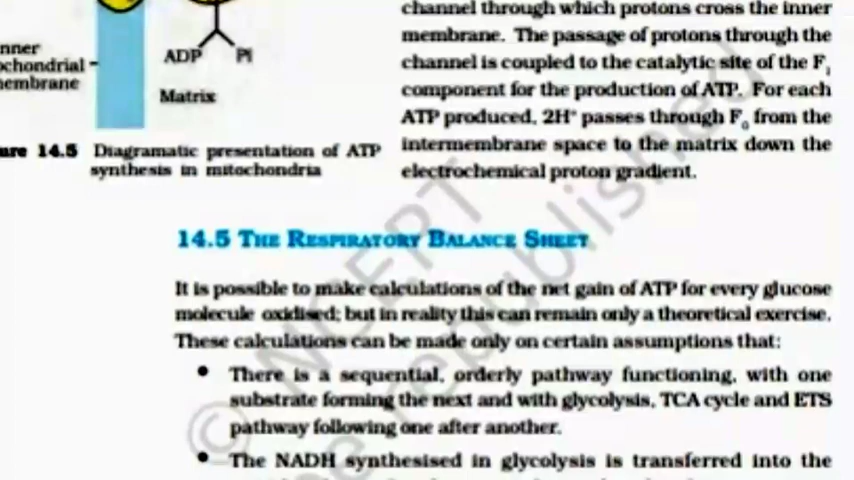 channel through which protons cross the inner
membrane. The passage of protons through the
channel is coupled to the catalytic site of the F1
component for the production of ATP. For each
ATP produced, 2H+ passes through F0 from the
intermembrane space to the matrix down the
electrochemical proton gradient.
ADP Pi
nner
ochondrial
embrane
Matrix
ure 14.5 Diagramatic presentation of ATP
synthesis in mitochondria
14.5 THE RESPIRATORY BALANCE SHEET
It is possible to make calculations of the net gain of ATP for every glucose
molecule oxidised; but in reality this can remain only a theoretical exercise.
These calculations can be made only on certain assumptions that:
• There is a sequential, orderly pathway functioning, with one
substrate forming the next and with glycolysis, TCA cycle and ETS
pathway following one after another.
• The NADH synthesised in glycolysis is transferred into the
© NCERT
be republished